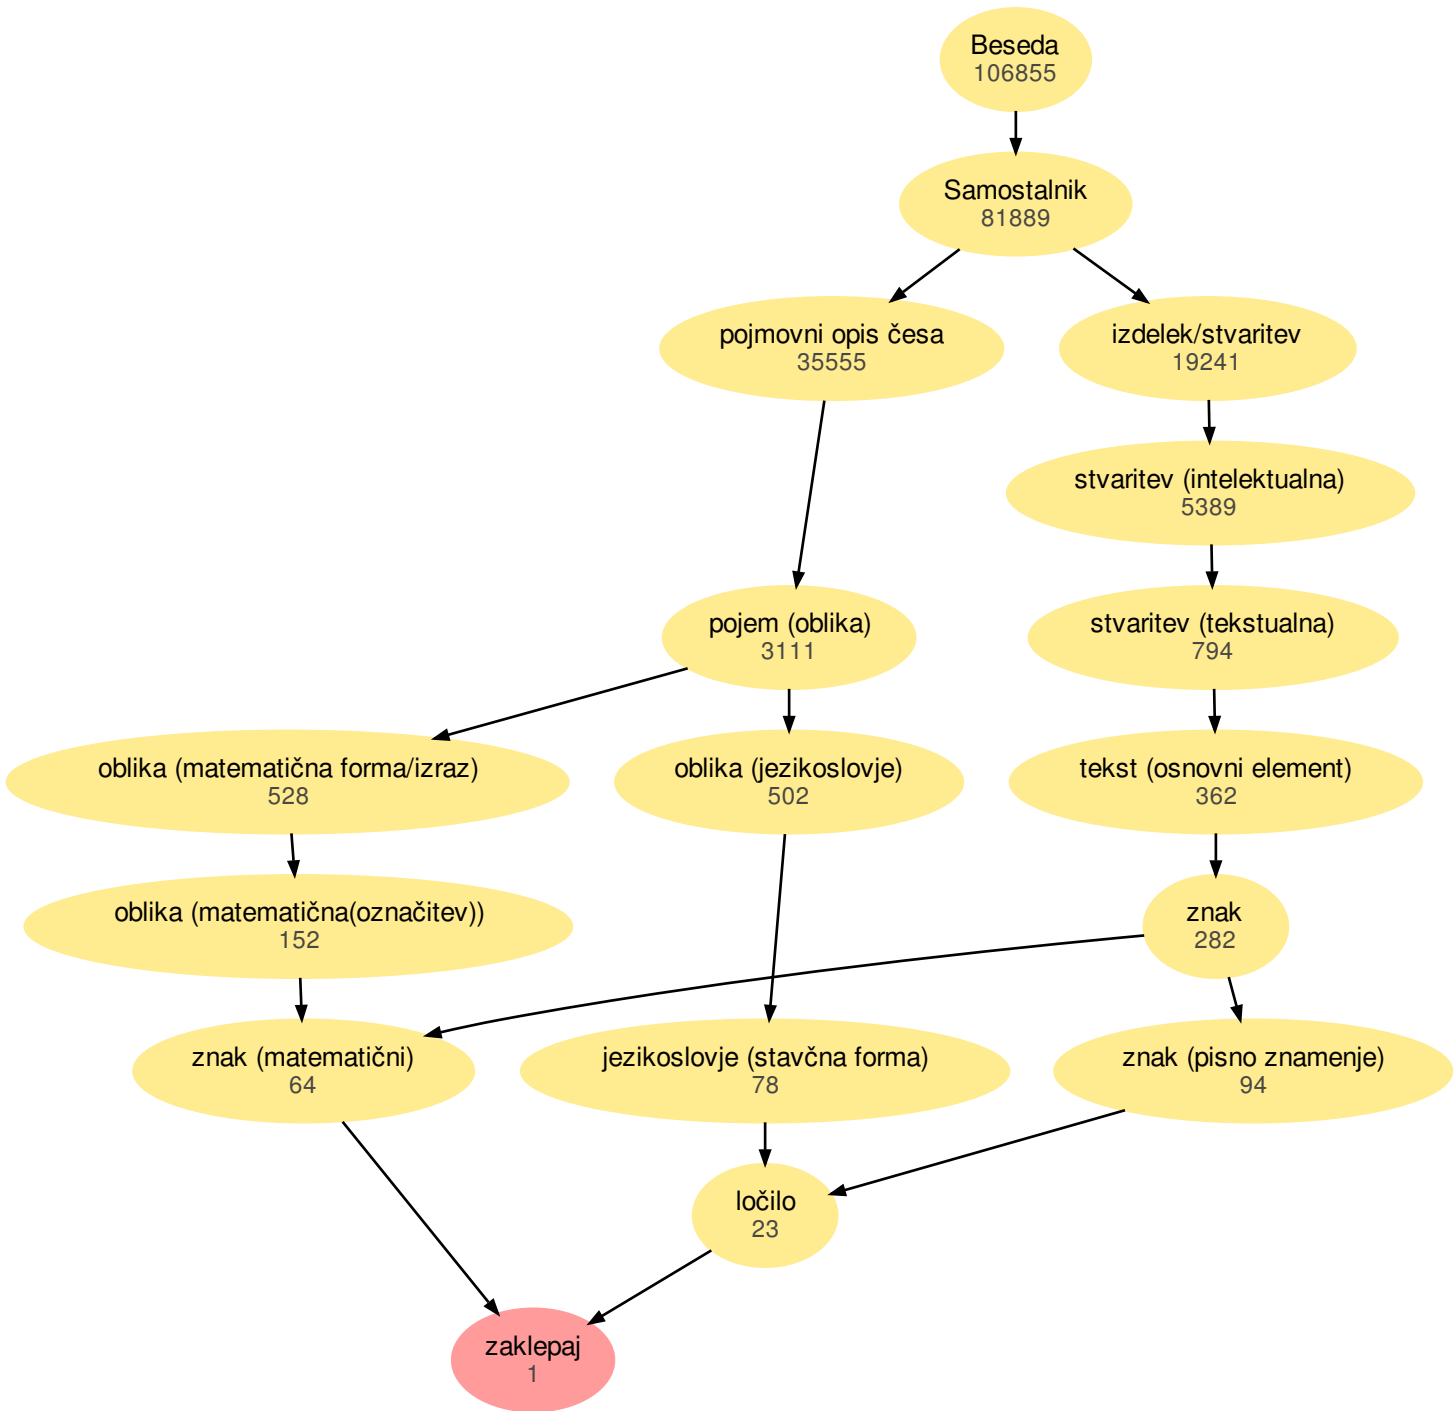 Beseda
106855
Samostalnik
81889
pojmovni opis česa
35555
izdelek/stvaritev
19241
stvaritev (intelektualna)
5389
pojem (oblika)
3111
stvaritev (tekstualna)
794
oblika (matematična forma/izraz)
528
oblika (jezikoslovje)
502
tekst (osnovni element)
362
oblika (matematična(označitev))
152
znak
282
znak (matematični)
64
jezikoslovje (stavčna forma)
78
znak (pisno znamenje)
94
ločilo
23
zaklepaj
1